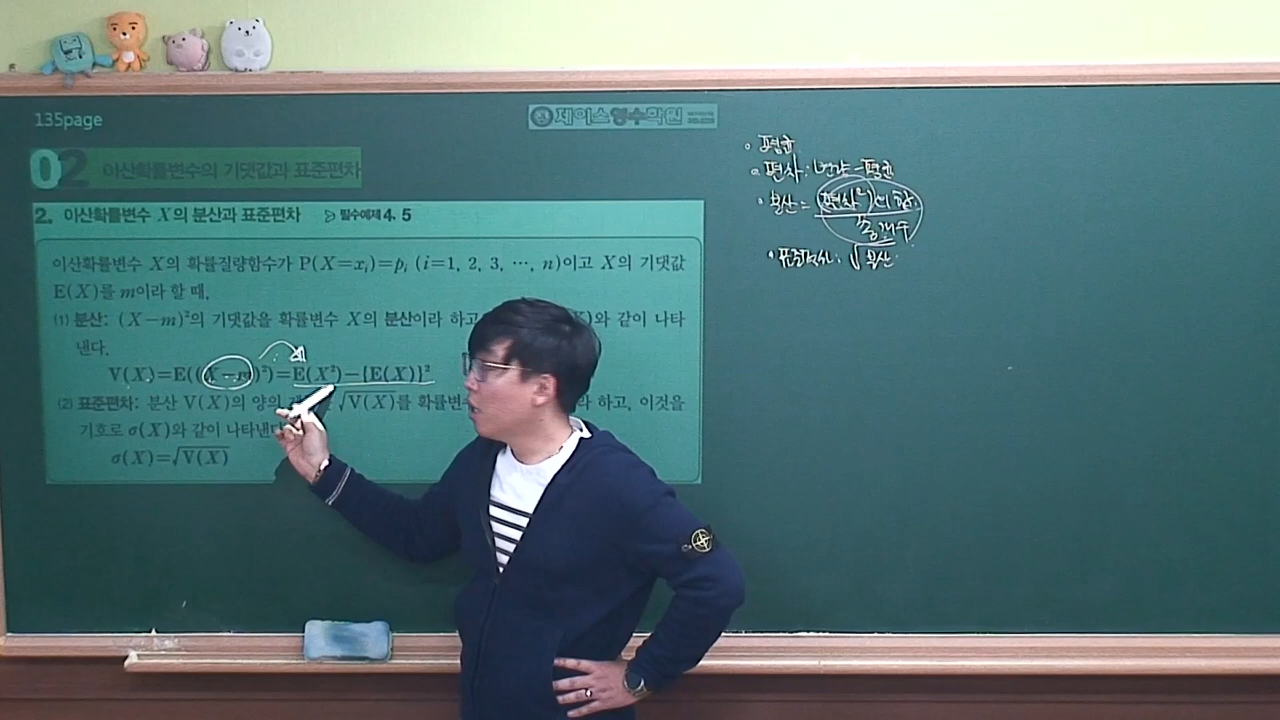 135page
제이스영수학원
02 이산확률변수의 기댓값과 표준편차
2. 이산확률변수 X의 분산과 표준편차 ▷ 필수예제 4, 5
이산확률변수 X의 확률질량함수가 P(X=xᵢ)=pᵢ (i=1, 2, 3, ⋯, n)이고 X의 기댓값
E(X)를 m이라 할 때,
(1) 분산: (X−m)²의 기댓값을 확률변수 X의 분산이라 하고 와 같이 나타
낸다.
V(X)=E((X−m)²)=E(X²)−{E(X)}²
(2) 표준편차: 분산 V(X)의 양의 √V(X)를 확률변수 라 하고, 이것을
기호로 σ(X)와 같이 나타낸다
σ(X)=√V(X)
• 평균
• 편차: 변량−평균
• 분산 = (편차²)의 합
총개수
• 표준편차: √분산